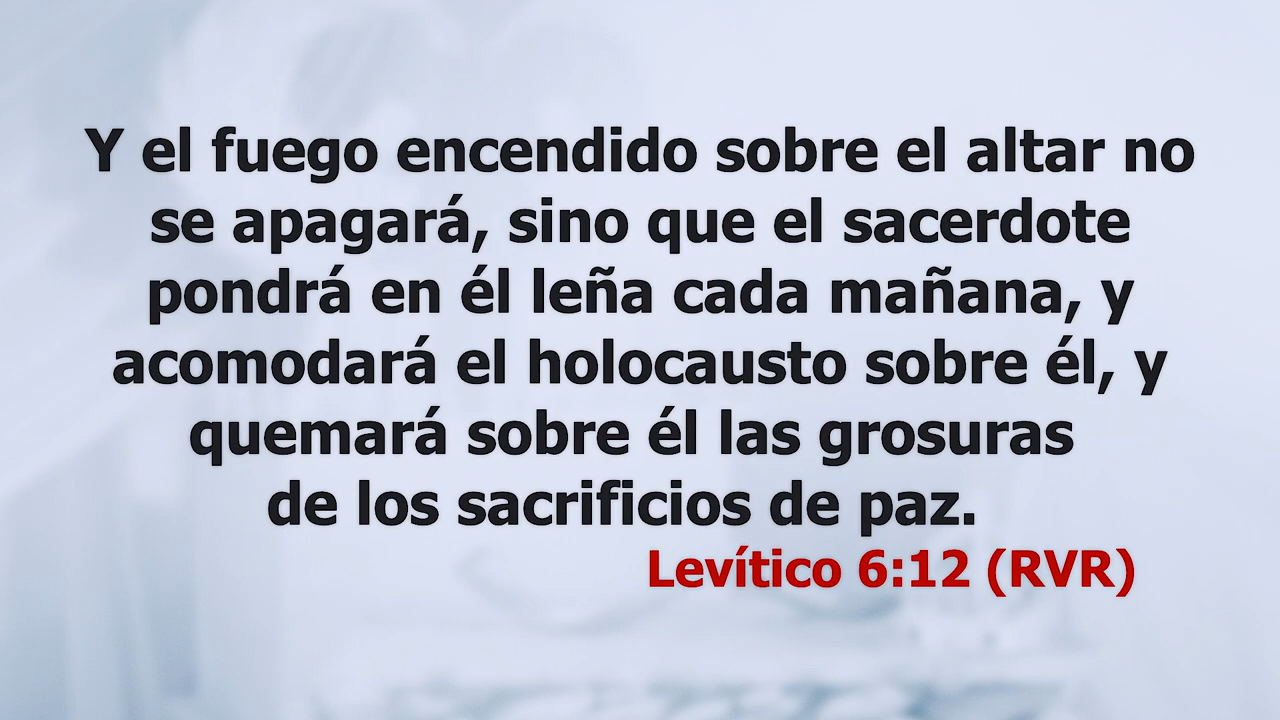 Y el fuego encendido sobre el altar no
se apagará, sino que el sacerdote
pondrá en él leña cada mañana, y
acomodará el holocausto sobre él, y
quemará sobre él las grosuras
de los sacrificios de paz.
Levítico 6:12 (RVR)